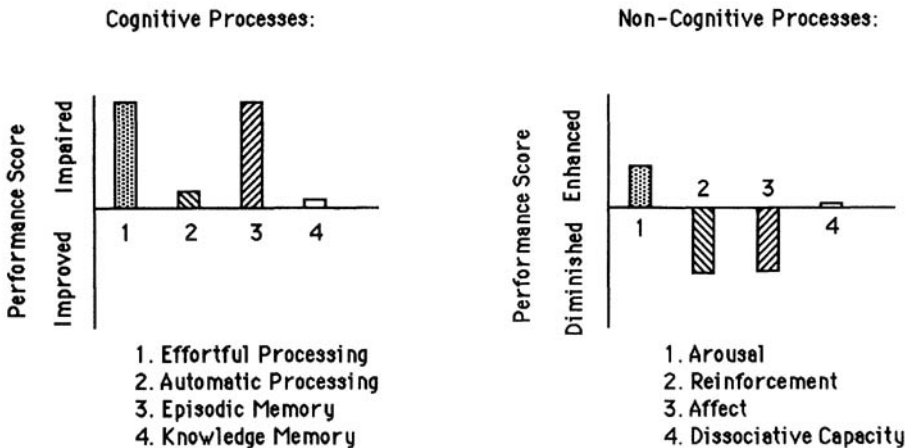 Cognitive Processes:
Performance Score
Impaired
Improved
1 2 3 4
1. Effortful Processing
2. Automatic Processing
3. Episodic Memory
4. Knowledge Memory
Non-Cognitive Processes:
Performance Score
Enhanced
Diminished
2 3
1 4
1. Arousal
2. Reinforcement
3. Affect
4. Dissociative Capacity